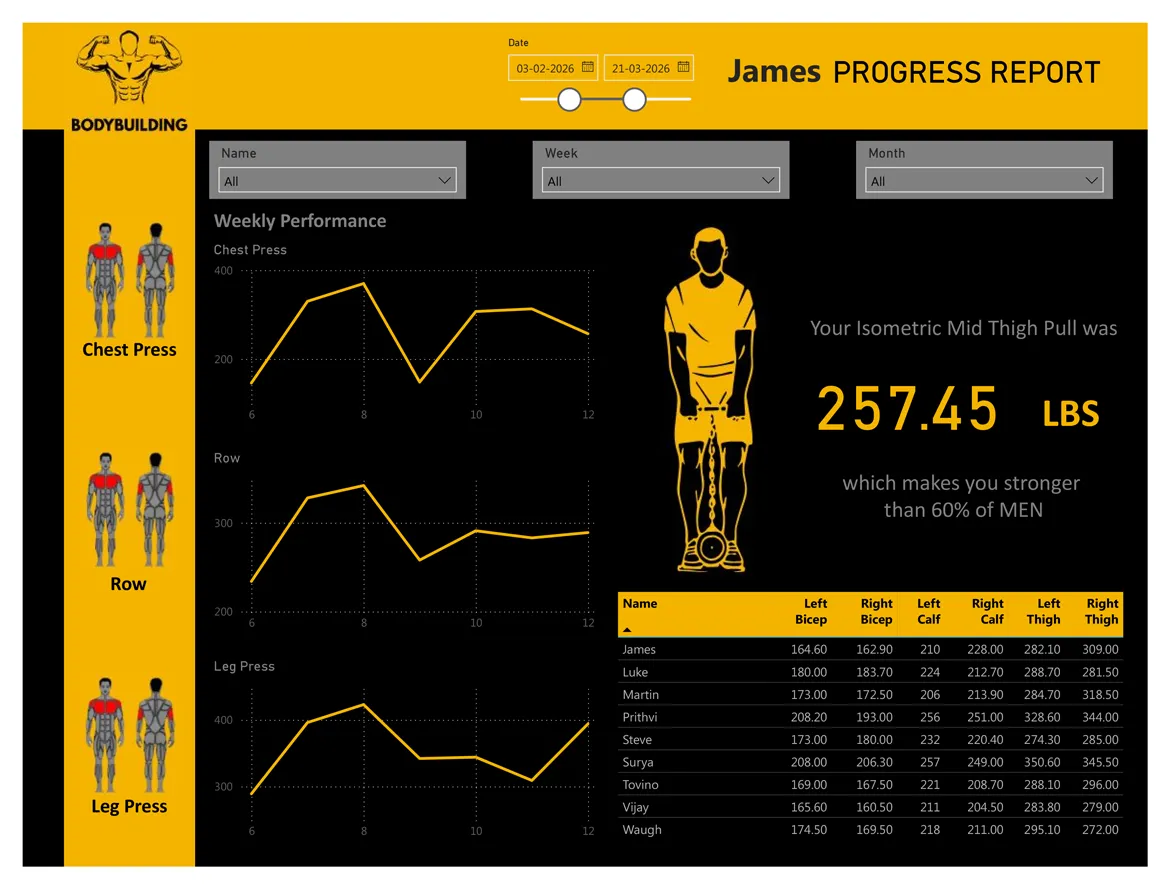 BODYBUILDING
Date
03-02-2026 21-03-2026
James PROGRESS REPORT
Name
All
Week
All
Month
All
Weekly Performance
Chest Press
400
200
6 8 10 12
Row
300
200
6 8 10 12
Leg Press
400
300
6 8 10 12
Chest Press
Row
Leg Press
Your Isometric Mid Thigh Pull was
257.45 LBS
which makes you stronger
than 60% of MEN
Name Left Bicep Right Bicep Left Calf Right Calf Left Thigh Right Thigh
James 164.60 162.90 210 228.00 282.10 309.00
Luke 180.00 183.70 224 212.70 288.70 281.50
Martin 173.00 172.50 206 213.90 284.70 318.50
Prithvi 208.20 193.00 256 251.00 328.60 344.00
Steve 173.00 180.00 232 220.40 274.30 285.00
Surya 208.00 206.30 257 249.00 350.60 345.50
Tovino 169.00 167.50 221 208.70 288.10 296.00
Vijay 165.60 160.50 211 204.50 283.80 279.00
Waugh 174.50 169.50 218 211.00 295.10 272.00